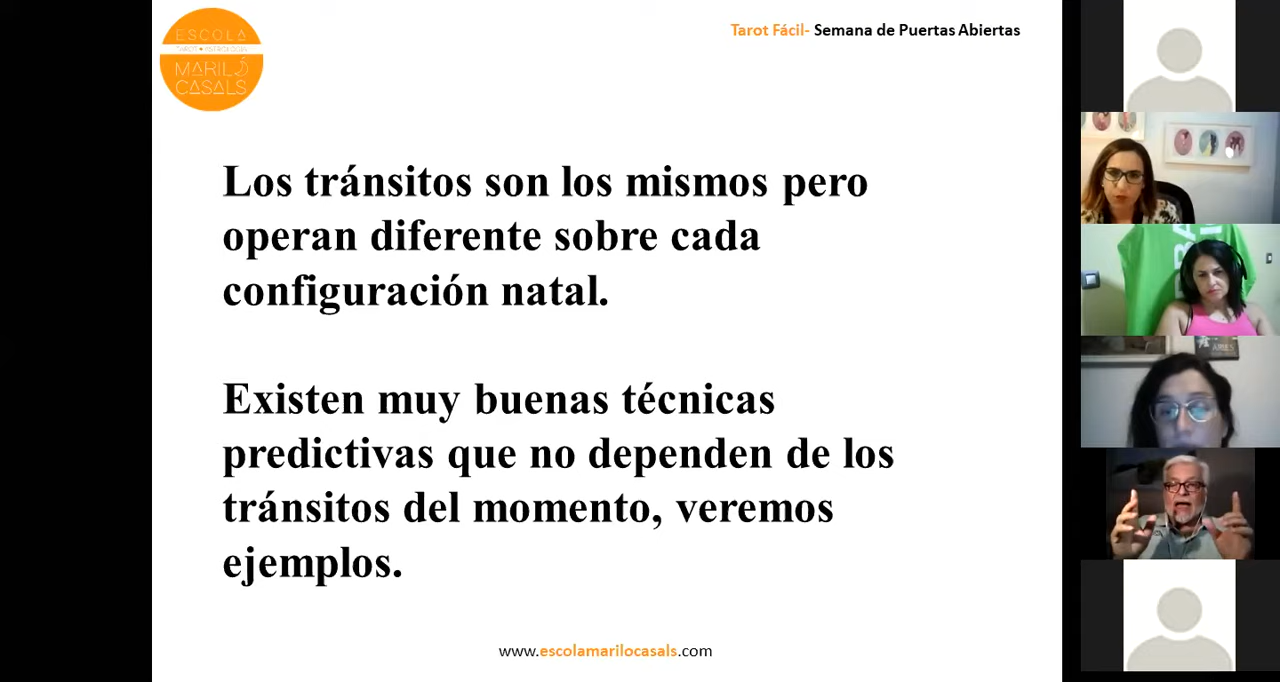 ESCOLA
TAROT ● ASTROLOGIA
MARILÓ
CASALS
Tarot Fácil- Semana de Puertas Abiertas
Los tránsitos son los mismos pero
operan diferente sobre cada
configuración natal.
Existen muy buenas técnicas
predictivas que no dependen de los
tránsitos del momento, veremos
ejemplos.
www.escolamarilocasals.com